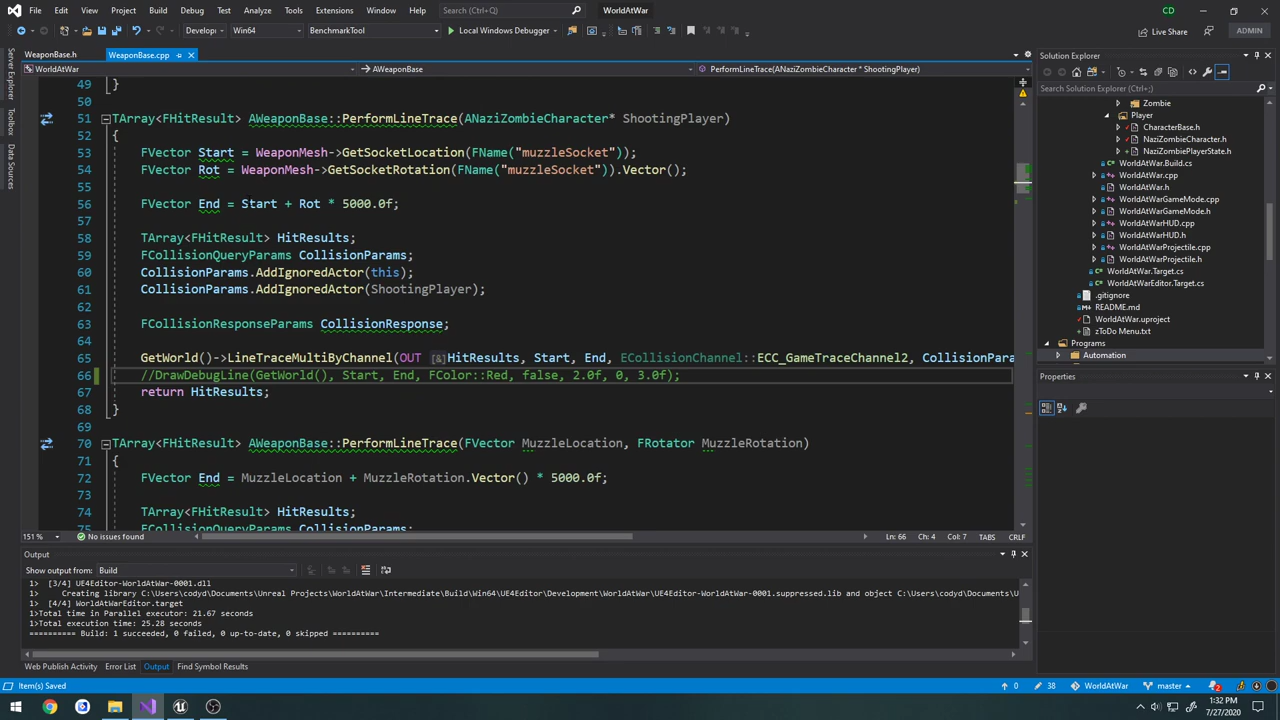 File Edit View Project Build Debug Test Analyze Tools Extensions Window Help Search (Ctrl+Q) WorldAtWar CD
Develop Win64 BenchmarkTool Local Windows Debugger Live Share ADMIN
Server Explorer
Toolbox
Data Sources
WeaponBase.h WeaponBase.cpp
WorldAtWar AWeaponBase PerformLineTrace(ANaziZombieCharacter * ShootingPlayer)
49 }
50
51 TArray<FHitResult> AWeaponBase::PerformLineTrace(ANaziZombieCharacter* ShootingPlayer)
52 {
53 FVector Start = WeaponMesh->GetSocketLocation(FName("muzzleSocket"));
54 FVector Rot = WeaponMesh->GetSocketRotation(FName("muzzleSocket")).Vector();
55
56 FVector End = Start + Rot * 5000.0f;
57
58 TArray<FHitResult> HitResults;
59 FCollisionQueryParams CollisionParams;
60 CollisionParams.AddIgnoredActor(this);
61 CollisionParams.AddIgnoredActor(ShootingPlayer);
62
63 FCollisionResponseParams CollisionResponse;
64
65 GetWorld()->LineTraceMultiByChannel(OUT [&]HitResults, Start, End, ECollisionChannel::ECC_GameTraceChannel2, CollisionPara
66 //DrawDebugLine(GetWorld(), Start, End, FColor::Red, false, 2.0f, 0, 3.0f);
67 return HitResults;
68 }
69
70 TArray<FHitResult> AWeaponBase::PerformLineTrace(FVector MuzzleLocation, FRotator MuzzleRotation)
71 {
72 FVector End = MuzzleLocation + MuzzleRotation.Vector() * 5000.0f;
73
74 TArray<FHitResult> HitResults;
75 FCollisionQueryParams CollisionParams;
151 % No issues found Ln: 66 Ch: 4 Col: 7 TABS CRLF
Output
Show output from: Build
1> [3/4] UE4Editor-WorldAtWar-0001.dll
1> Creating library C:\Users\codyd\Documents\Unreal Projects\WorldAtWar\Intermediate\Build\Win64\UE4Editor\Development\WorldAtWar\UE4Editor-WorldAtWar-0001.suppressed.lib and object C:\Users\codyd\Documents\U
1> [4/4] WorldAtWarEditor.target
1>Total time in Parallel executor: 21.67 seconds
1>Total execution time: 25.28 seconds
========== Build: 1 succeeded, 0 failed, 0 up-to-date, 0 skipped ==========
Web Publish Activity Error List Output Find Symbol Results
Solution Explorer
Search Solution Explorer (Ctrl+;)
Zombie
Player
CharacterBase.h
NaziZombieCharacter.h
NaziZombiePlayerState.h
WorldAtWar.Build.cs
WorldAtWar.cpp
WorldAtWar.h
WorldAtWarGameMode.cpp
WorldAtWarGameMode.h
WorldAtWarHUD.cpp
WorldAtWarHUD.h
WorldAtWarProjectile.cpp
WorldAtWarProjectile.h
WorldAtWar.Target.cs
WorldAtWarEditor.Target.cs
.gitignore
README.md
WorldAtWar.uproject
zToDo Menu.txt
Programs
Automation
Properties
Item(s) Saved 0 38 WorldAtWar master 2
1:32 PM
7/27/2020